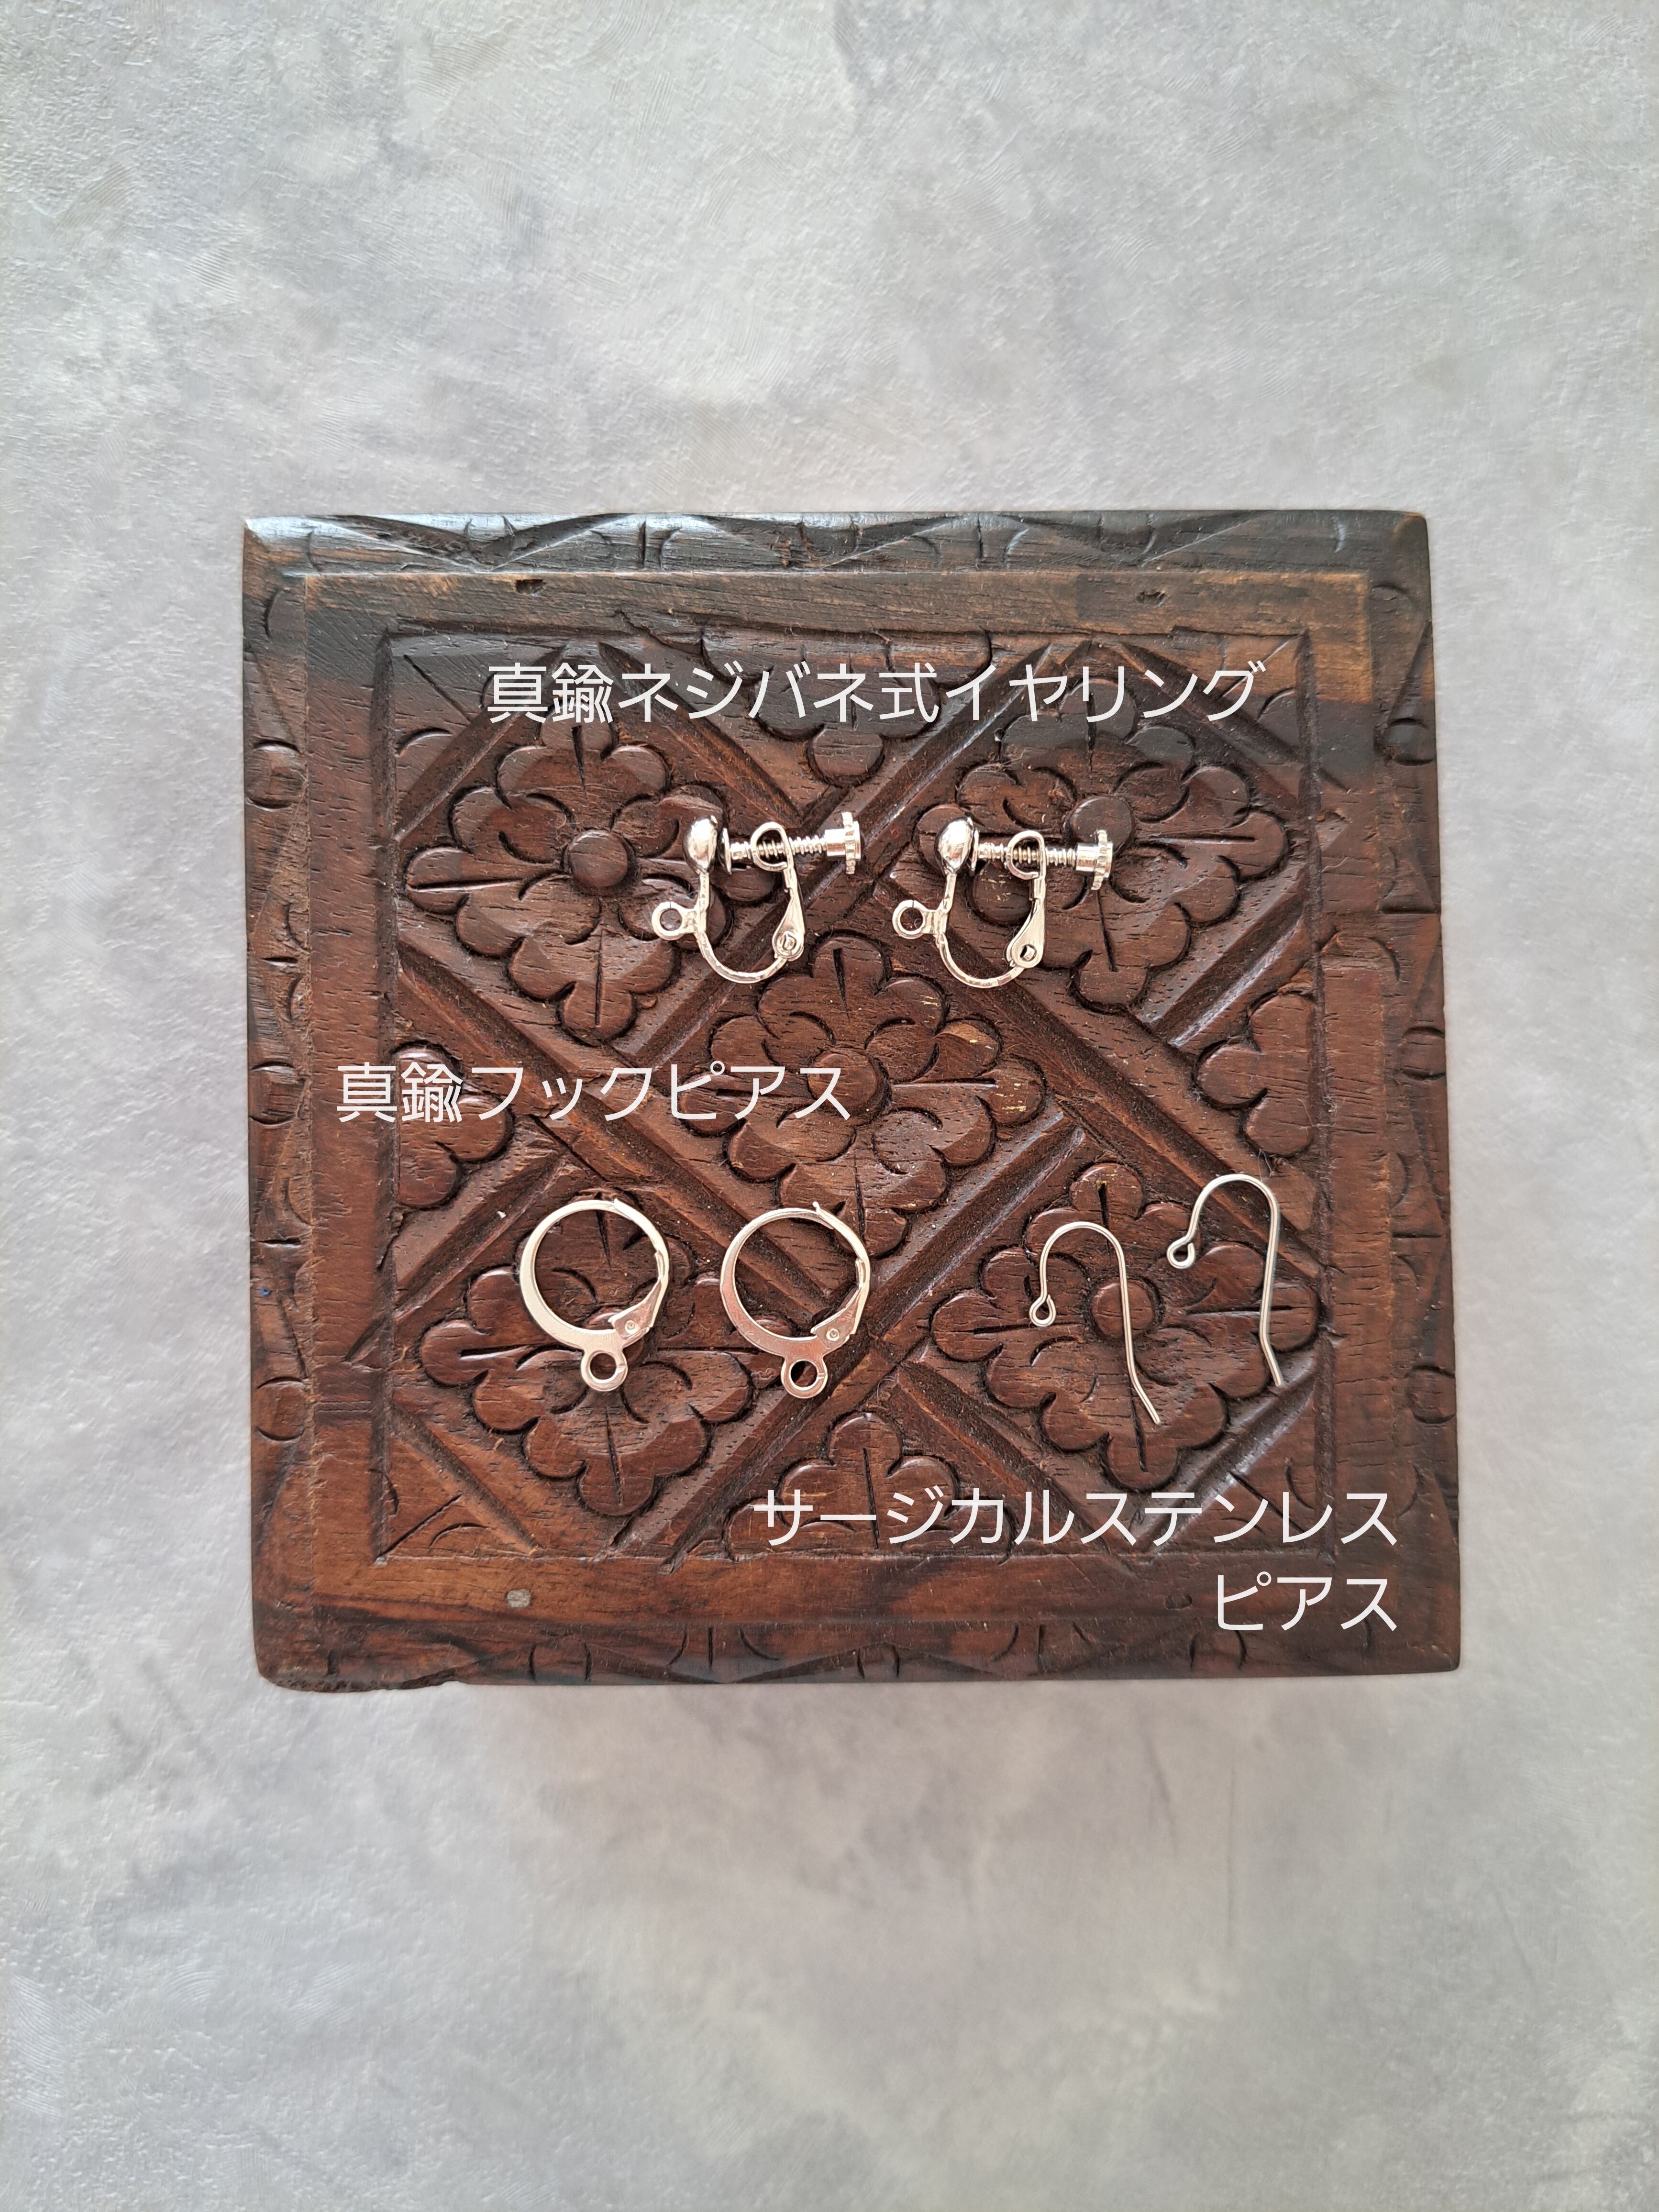 真鍮ネジバネ式イヤリング
真鍮フックピアス
サージカルステンレス
ピアス